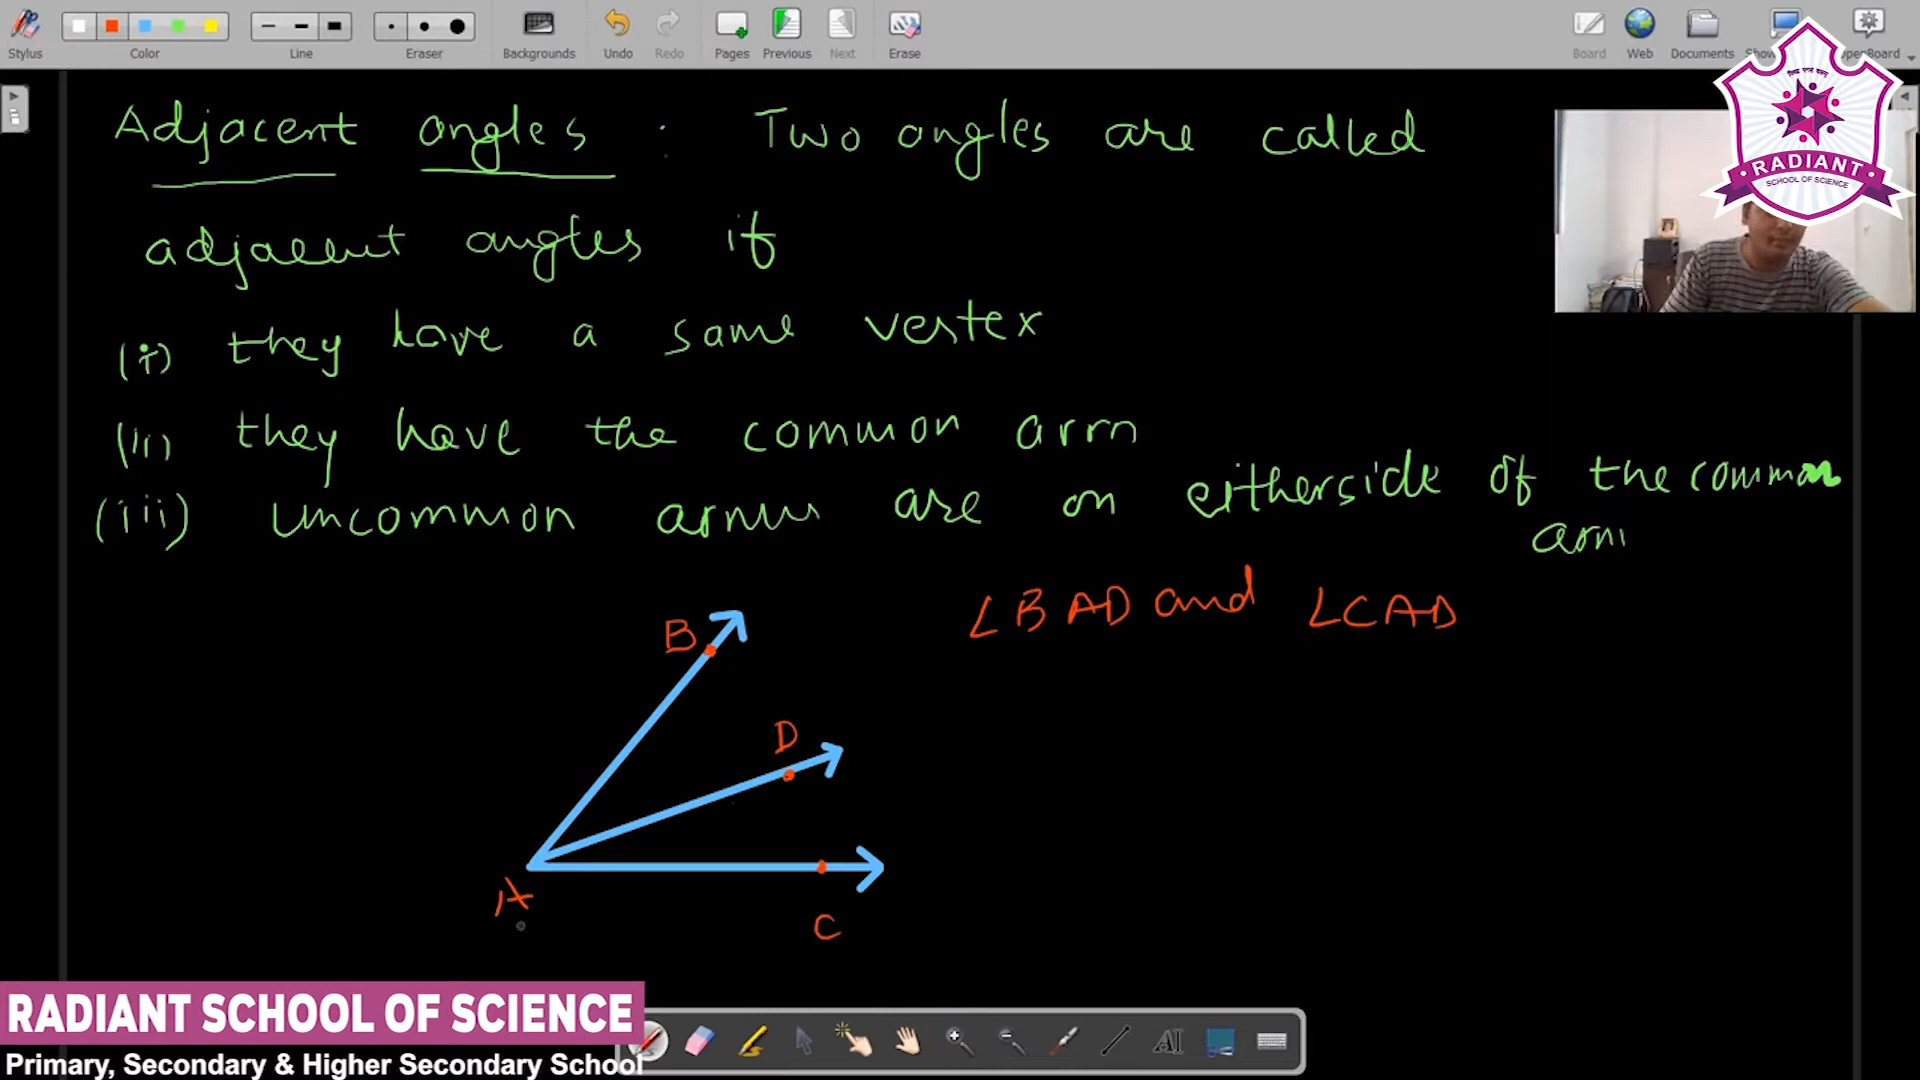 Stylus Color Line Eraser Backgrounds Undo Redo Pages Previous Next Erase Board Web Documents
RADIANT
SCHOOL OF SCIENCE
Adjacent angles : Two angles are called
adjacent angles if
(i) they have a same vertex
(ii) they have the common arm
(iii) uncommon arms are on eitherside of the common
arm
∠BAD and ∠CAD
B
D
A
C
RADIANT SCHOOL OF SCIENCE
Primary, Secondary & Higher Secondary School
AI